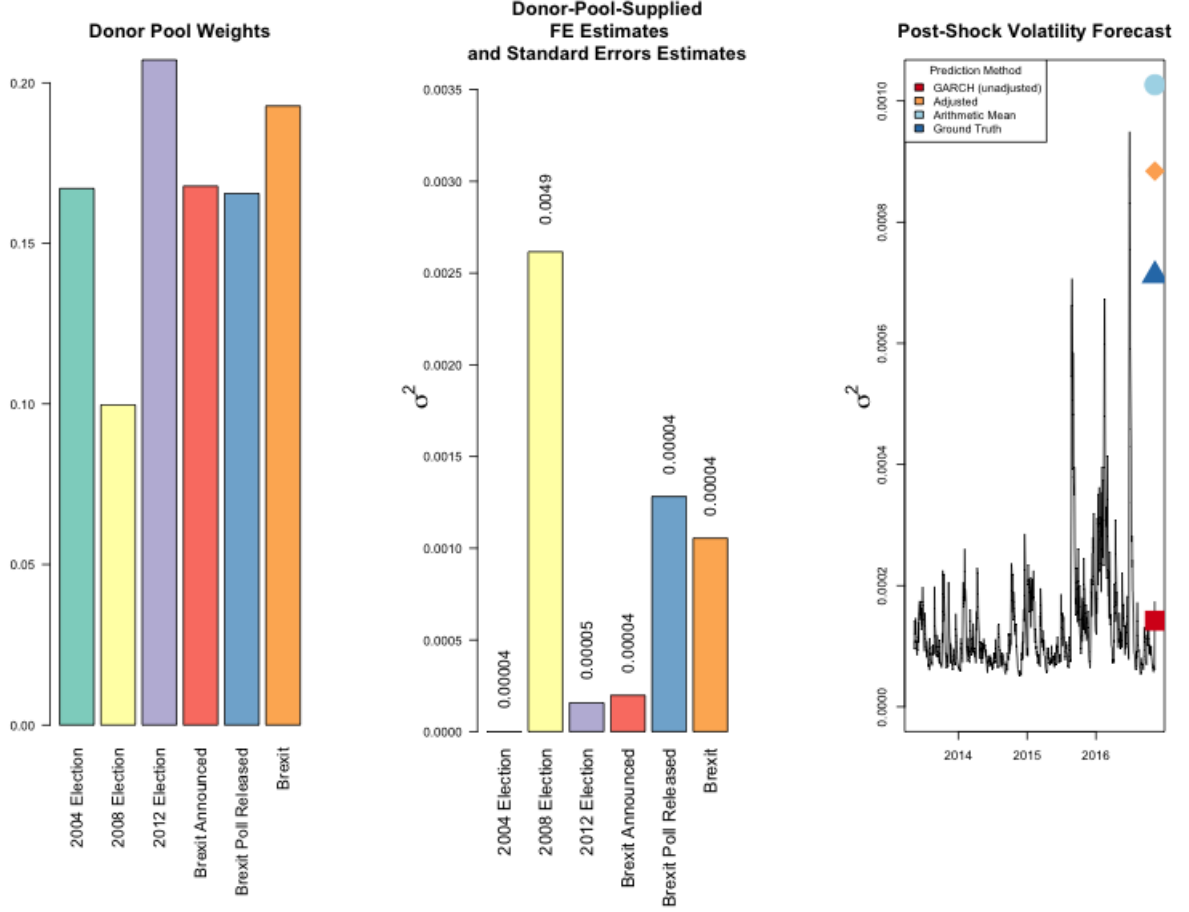 Donor Pool Weights
0.20
0.15
0.10
0.05
0.00
2004 Election
2008 Election
2012 Election
Brexit Announced
Brexit Poll Released
Brexit
Donor-Pool-Supplied
FE Estimates
and Standard Errors Estimates
σ²
0.0035
0.0030
0.0025
0.0020
0.0015
0.0010
0.0005
0.0000
0.00004
0.0049
0.00005
0.00004
0.00004
0.00004
2004 Election
2008 Election
2012 Election
Brexit Announced
Brexit Poll Released
Brexit
Post-Shock Volatility Forecast
Prediction Method
GARCH (unadjusted)
Adjusted
Arithmetic Mean
Ground Truth
σ²
0.0010
0.0008
0.0006
0.0004
0.0002
0.0000
2014
2015
2016